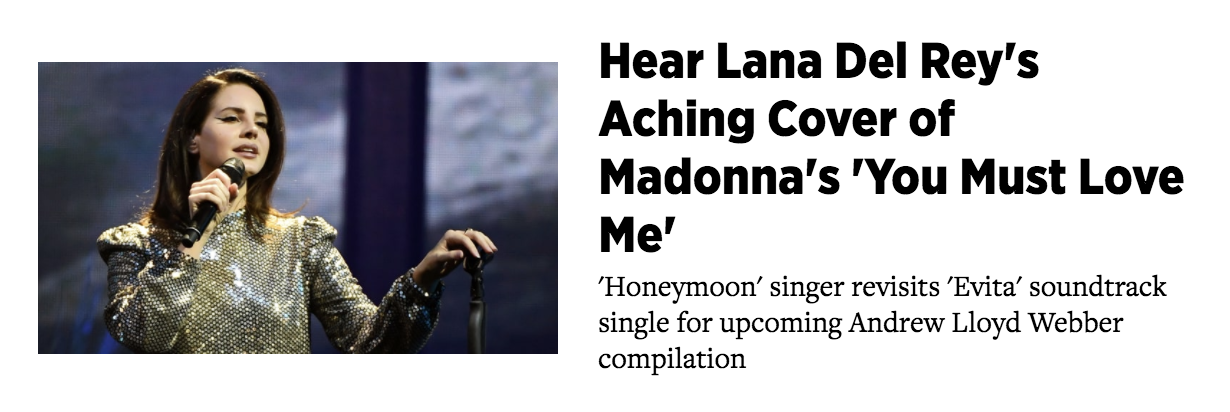 Hear Lana Del Rey's
Aching Cover of
Madonna's 'You Must Love
Me'
'Honeymoon' singer revisits 'Evita' soundtrack
single for upcoming Andrew Lloyd Webber
compilation